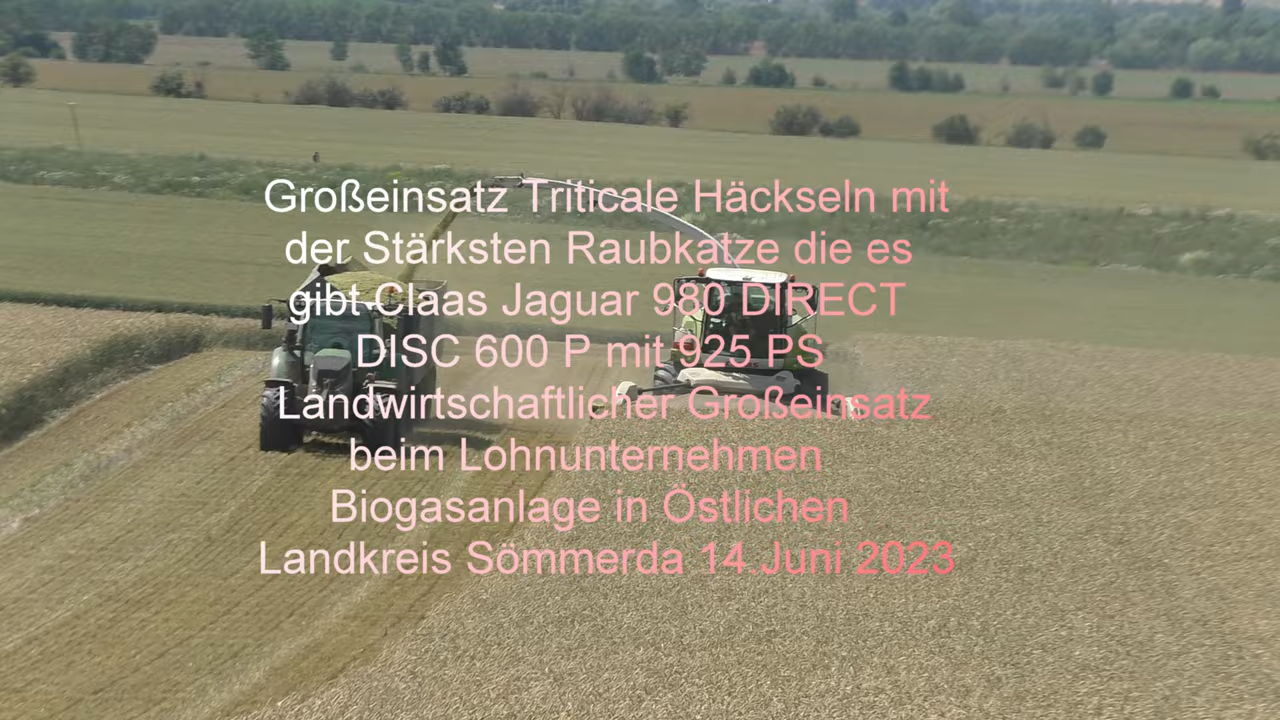 Großeinsatz Triticale Häckseln mit
der Stärksten Raubkatze die es
gibt Claas Jaguar 980 DIRECT
DISC 600 P mit 925 PS
Landwirtschaftlicher Großeinsatz
beim Lohnunternehmen
Biogasanlage in Östlichen
Landkreis Sömmerda 14.Juni 2023